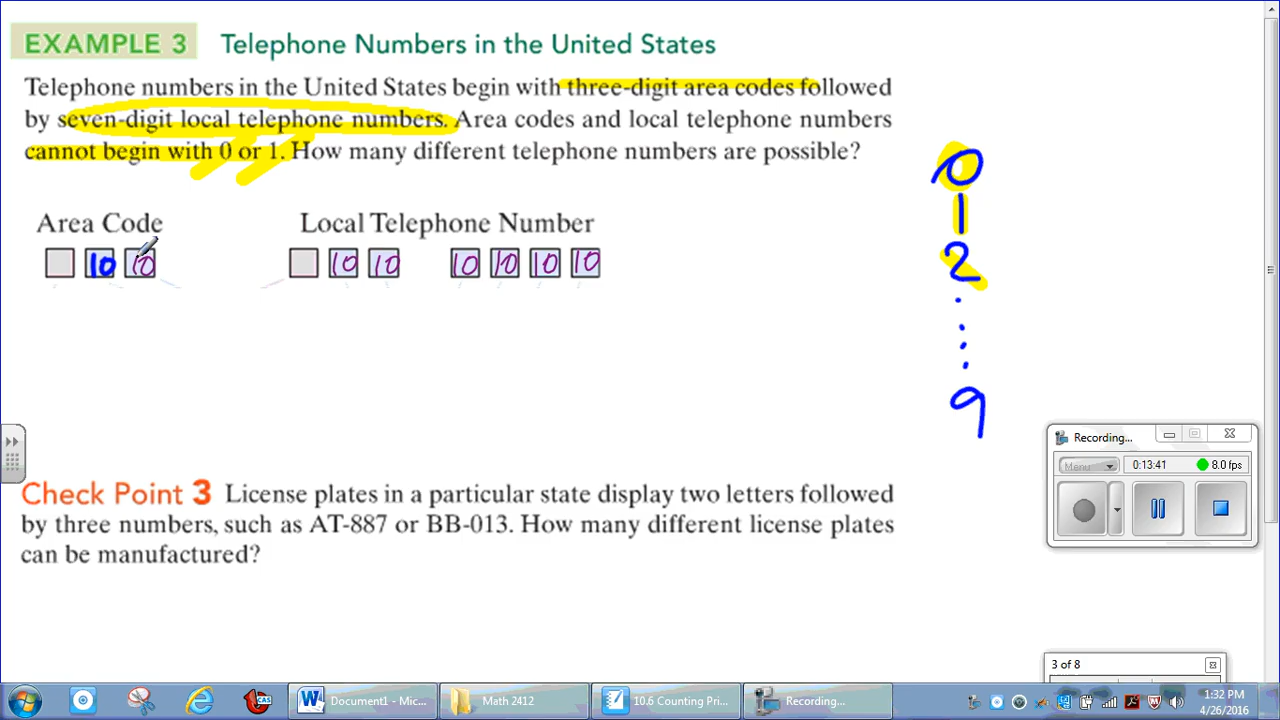 EXAMPLE 3 Telephone Numbers in the United States
Telephone numbers in the United States begin with three-digit area codes followed
by seven-digit local telephone numbers. Area codes and local telephone numbers
cannot begin with 0 or 1. How many different telephone numbers are possible?
0
1
2
9
Area Code Local Telephone Number
10 10 10 10 10 10 10 10
Check Point 3 License plates in a particular state display two letters followed
by three numbers, such as AT-887 or BB-013. How many different license plates
can be manufactured?
Recording...
Menu 0:13:41 8.0 fps
3 of 8
CAS
Document1 - Mic... Math 2412 10.6 Counting Pri... Recording...
1:32 PM
4/26/2016